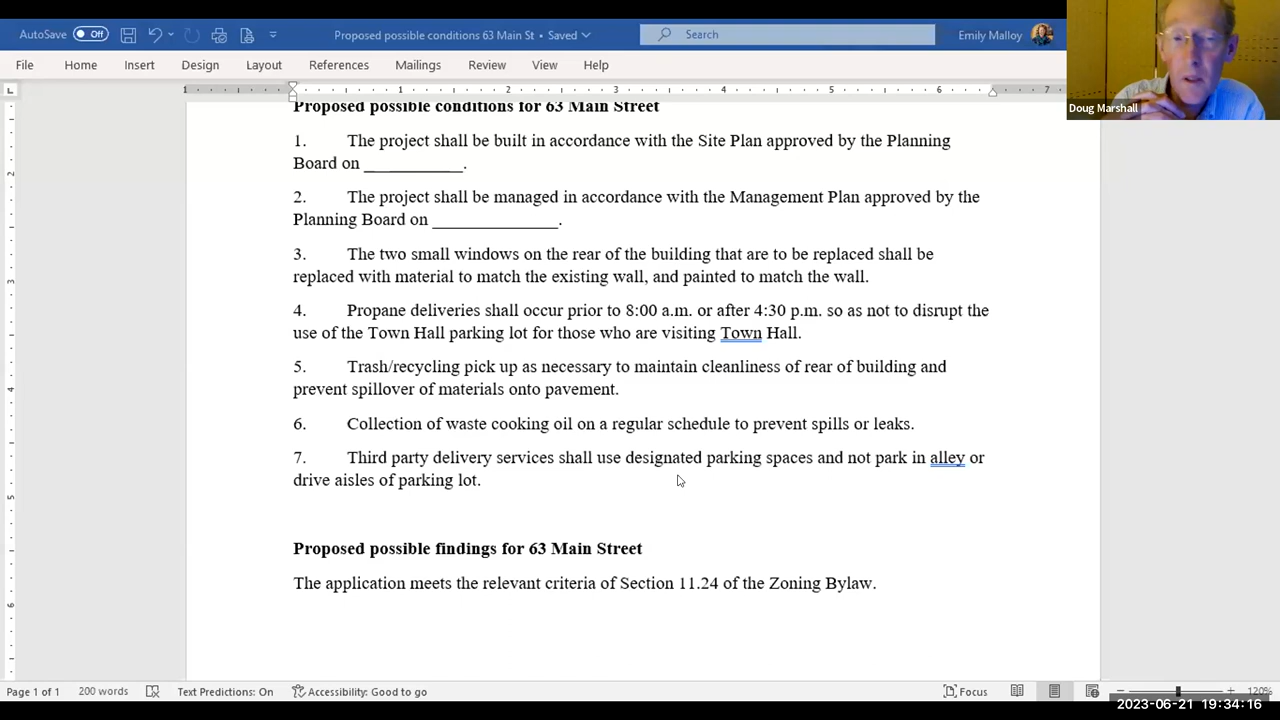 AutoSave Off Proposed possible conditions 63 Main St • Saved Search Emily Malloy
File Home Insert Design Layout References Mailings Review View Help
Doug Marshall
1 1 2 3 4 5 6 7
Proposed possible conditions for 63 Main Street
1. The project shall be built in accordance with the Site Plan approved by the Planning
Board on ___________.
2. The project shall be managed in accordance with the Management Plan approved by the
Planning Board on ______________.
3. The two small windows on the rear of the building that are to be replaced shall be
replaced with material to match the existing wall, and painted to match the wall.
4. Propane deliveries shall occur prior to 8:00 a.m. or after 4:30 p.m. so as not to disrupt the
use of the Town Hall parking lot for those who are visiting Town Hall.
5. Trash/recycling pick up as necessary to maintain cleanliness of rear of building and
prevent spillover of materials onto pavement.
6. Collection of waste cooking oil on a regular schedule to prevent spills or leaks.
7. Third party delivery services shall use designated parking spaces and not park in alley or
drive aisles of parking lot.
Proposed possible findings for 63 Main Street
The application meets the relevant criteria of Section 11.24 of the Zoning Bylaw.
Page 1 of 1 200 words Text Predictions: On Accessibility: Good to go Focus 120%
2023-06-21 19:34:16